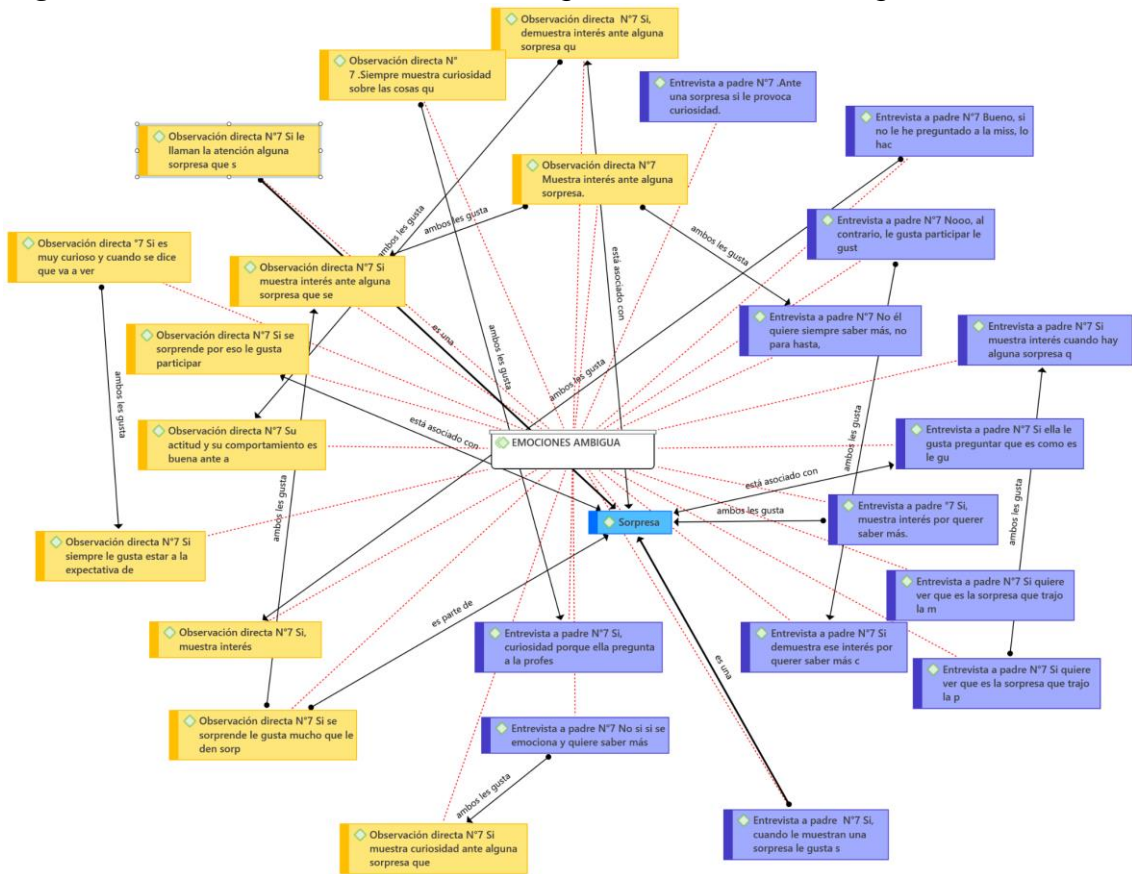 Observación directa  N°7 Si,
demuestra interés ante alguna
sorpresa qu
Observación directa N°
7 .Siempre muestra curiosidad
sobre las cosas qu
Entrevista a padre N°7 .Ante
una sorpresa si le provoca
curiosidad.
Entrevista a padre N°7 Bueno, si
no le he preguntado a la miss, lo
hac
Observación directa N°7 Si le
llaman la atención alguna
sorpresa que s
Observación directa N°7
Muestra interés ante alguna
sorpresa.
Entrevista a padre N°7 Nooo, al
contrario, le gusta participar le
gust
Observación directa °7 Si es
muy curioso y cuando se dice
que va a ver
Observación directa N°7 Si
muestra interés ante alguna
sorpresa que se
Entrevista a padre N°7 No él
quiere siempre saber más, no
para hasta,
Entrevista a padre N°7 Si
muestra interés cuando hay
alguna sorpresa q
Observación directa N°7 Si se
sorprende por eso le gusta
participar
Observación directa N°7 Su
actitud y su comportamiento es
buena ante a
EMOCIONES AMBIGUA
Entrevista a padre N°7 Si ella le
gusta preguntar que es como es
le gu
Entrevista a padre °7 Si,
muestra interés por querer
saber más.
Sorpresa
Observación directa N°7 Si
siempre le gusta estar a la
expectativa de
Entrevista a padre N°7 Si quiere
ver que es la sorpresa que trajo
la m
Observación directa N°7 Si,
muestra interés
Entrevista a padre N°7 Si,
curiosidad porque ella pregunta
a la profes
Entrevista a padre N°7 Si
demuestra ese interés por
querer saber más c
Entrevista a padre N°7 Si quiere
ver que es la sorpresa que trajo
la p
Observación directa N°7 Si se
sorprende le gusta mucho que le
den sorp
Entrevista a padre N°7 No si si se
emociona y quiere saber más
Observación directa N°7 Si
muestra curiosidad ante alguna
sorpresa que
Entrevista a padre  N°7 Si,
cuando le muestran una
sorpresa le gusta s
ambos les gusta
ambos les gusta
ambos les gusta
está asociado con
es una
ambos les gusta
ambos les gusta
ambos les gusta
está asociado con
ambos les gusta
está asociado con
ambos les gusta
ambos les gusta
ambos les gusta
es parte de
es una
ambos les gusta